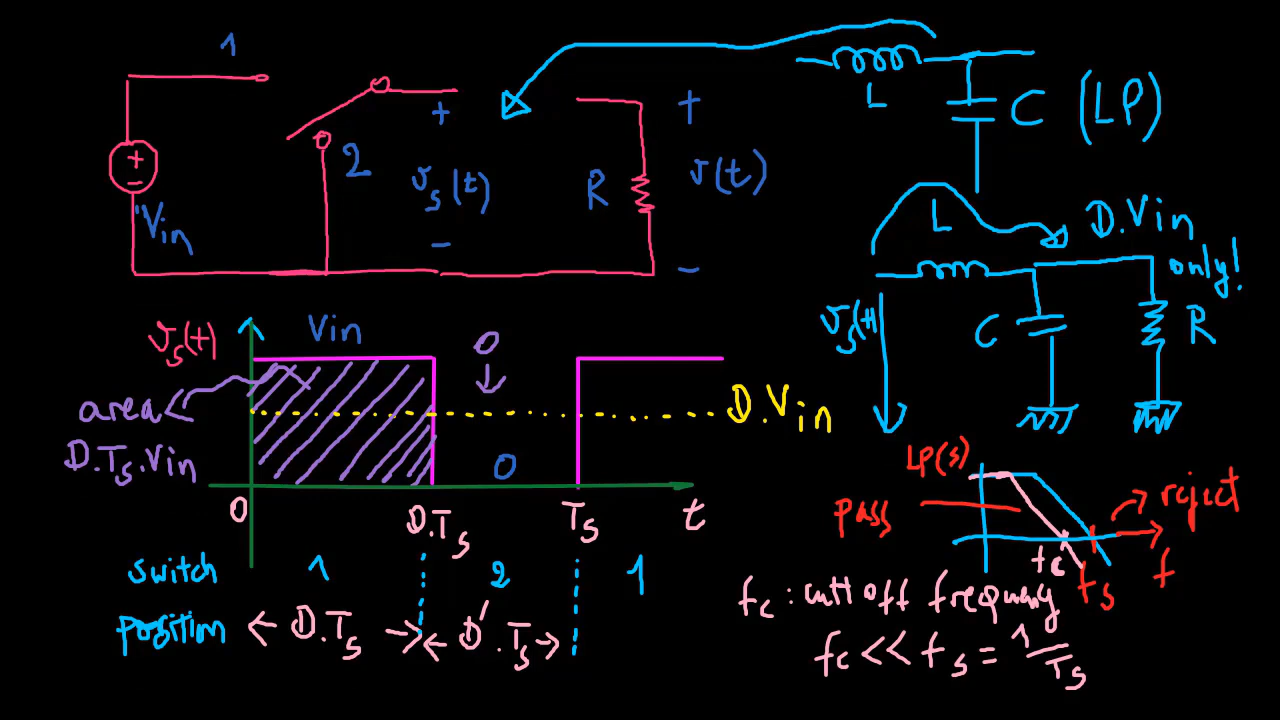 1
2
Vin
+
vs(t)
-
R
+
v(t)
-
L
C (LP)
L
D.Vin
only!
vs(t)
C
R
vs(t)
Vin
0
area
D.Ts.Vin
D.Vin
0
0
D.Ts
Ts
t
switch
position
1
2
1
D.Ts
D'.Ts
LP(s)
pass
reject
fc
fs
f
fc : cutt off frequency
fc << fs = 1/Ts